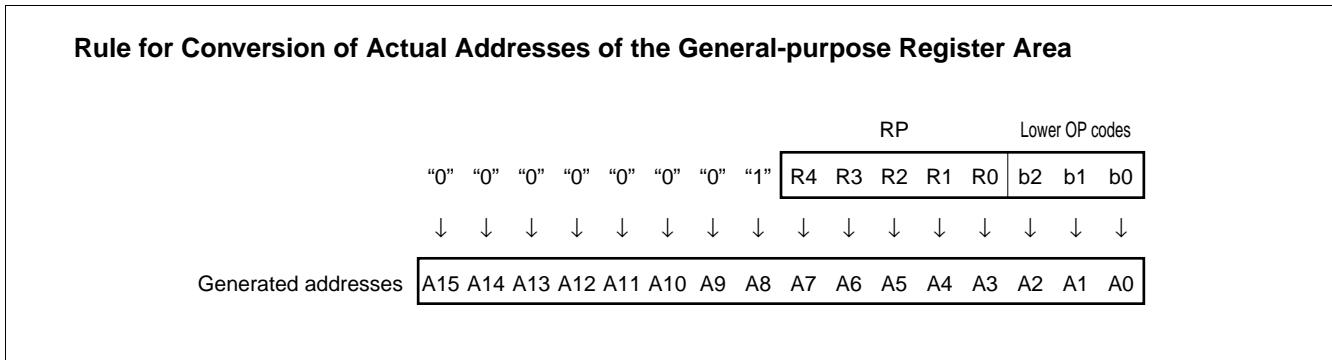 Rule for Conversion of Actual Addresses of the General-purpose Register Area
RP Lower OP codes
“0” “0” “0” “0” “0” “0” “0” “1” R4 R3 R2 R1 R0 b2 b1 b0
↓ ↓ ↓ ↓ ↓ ↓ ↓ ↓ ↓ ↓ ↓ ↓ ↓ ↓ ↓ ↓
Generated addresses A15 A14 A13 A12 A11 A10 A9 A8 A7 A6 A5 A4 A3 A2 A1 A0